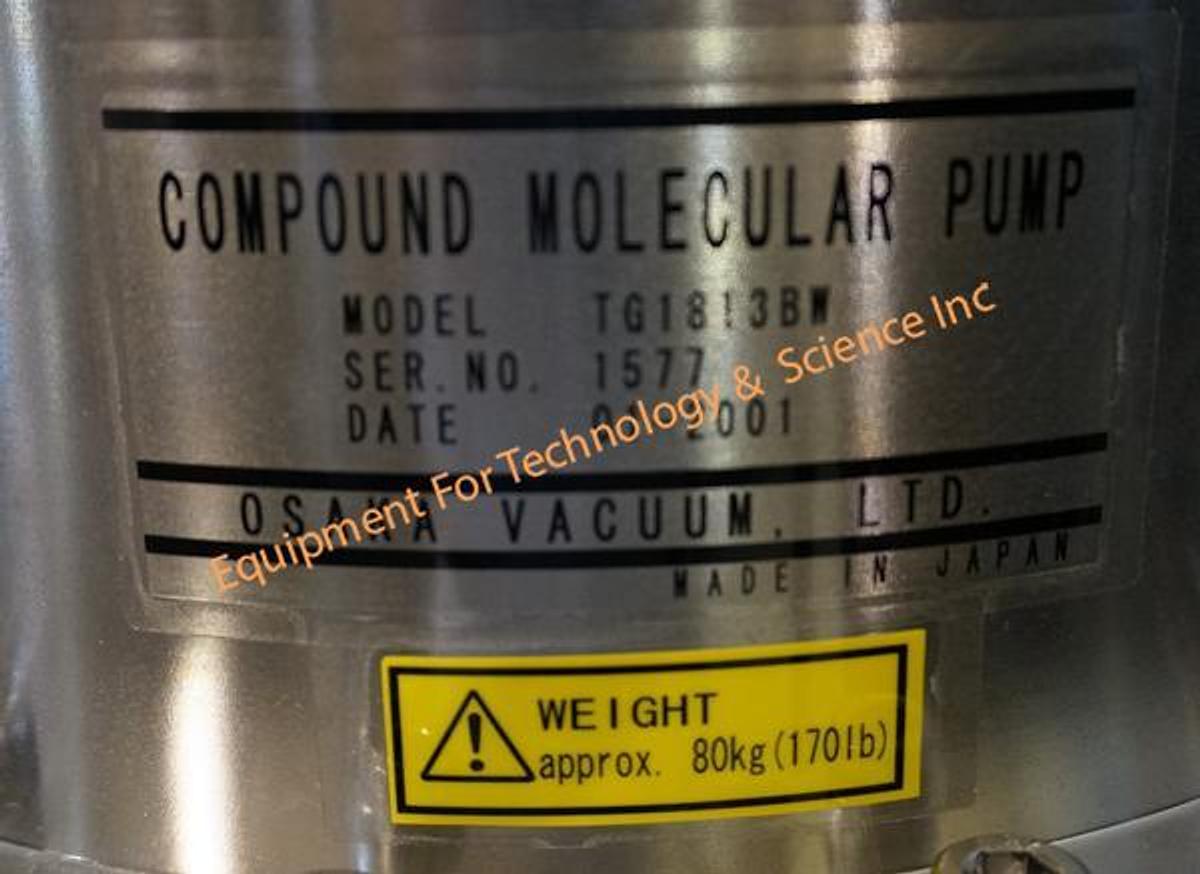 COMPOUND MOLECULAR PUMP
MODEL TG1813BW
SER.NO. 1577
DATE 2001
OSAKA VACUUM, LTD.
MADE IN JAPAN
Equipment For Technology & Science Inc
WEIGHT
approx. 80kg(170lb)